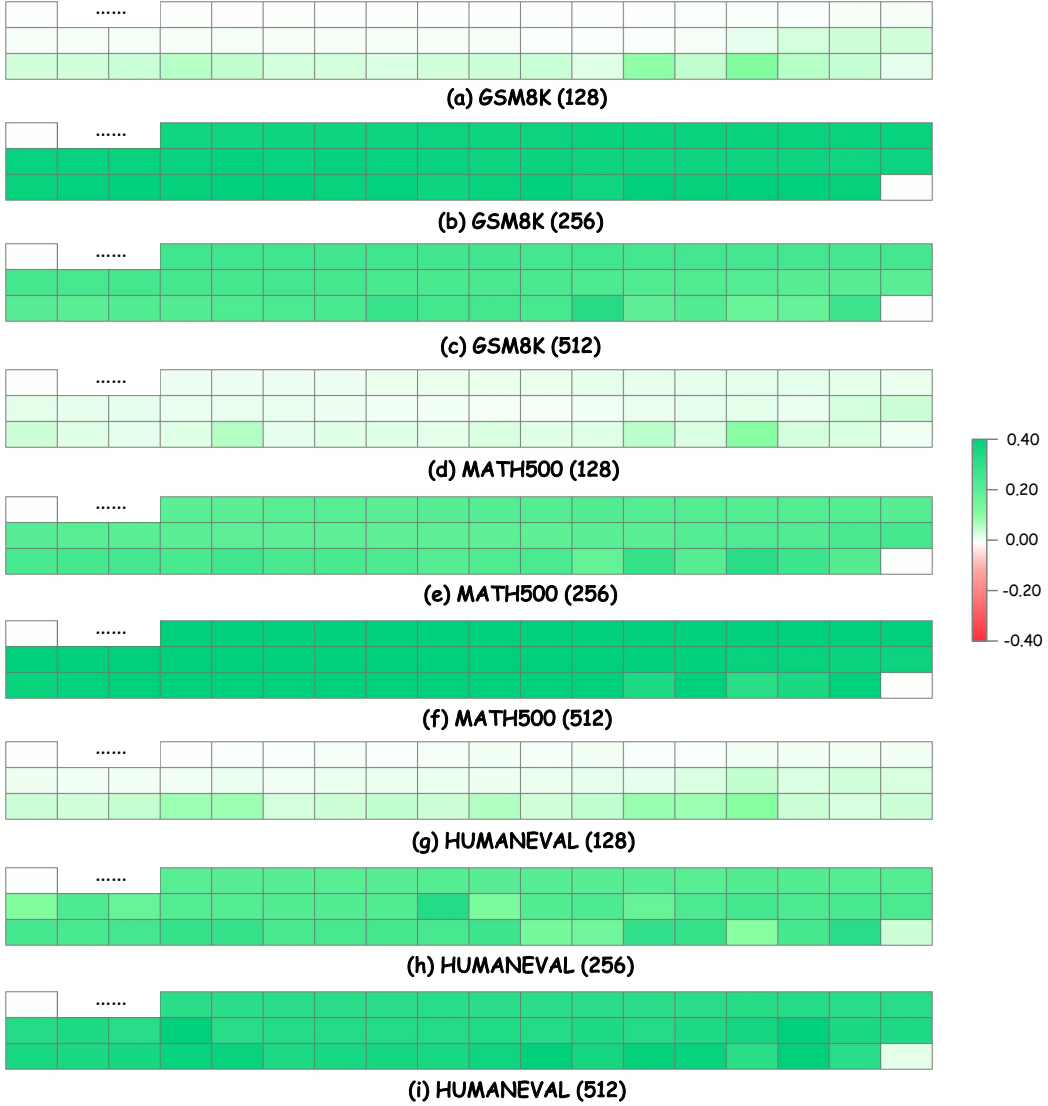 ......
(a) GSM8K (128)
......
(b) GSM8K (256)
......
(c) GSM8K (512)
......
(d) MATH500 (128)
0.40
0.20
0.00
-0.20
-0.40
......
(e) MATH500 (256)
......
(f) MATH500 (512)
......
(g) HUMANEVAL (128)
......
(h) HUMANEVAL (256)
......
(i) HUMANEVAL (512)